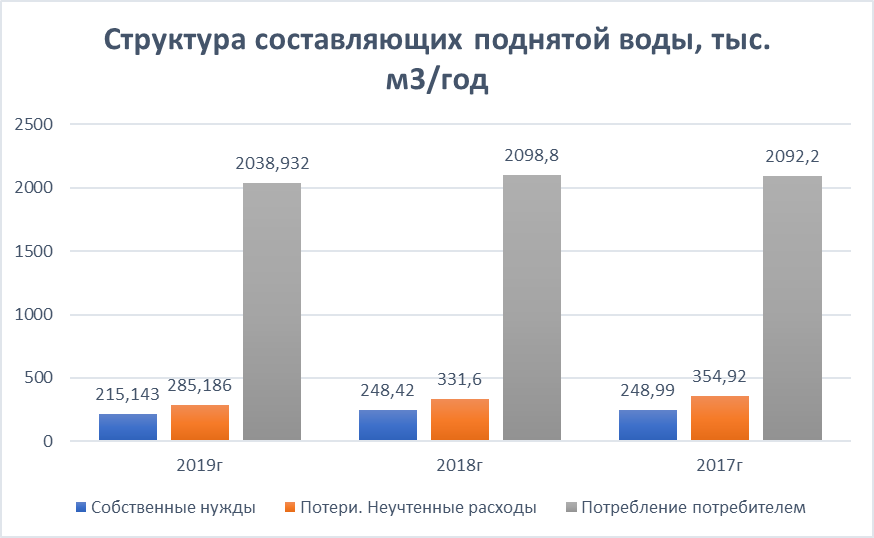 Структура составляющих поднятой воды, тыс.
м3/год
2500
2000
1500
1000
500
0
215,143
285,186
2038,932
248,42
331,6
2098,8
248,99
354,92
2092,2
2019г
2018г
2017г
Собственные нужды
Потери. Неучтенные расходы
Потребление потребителем